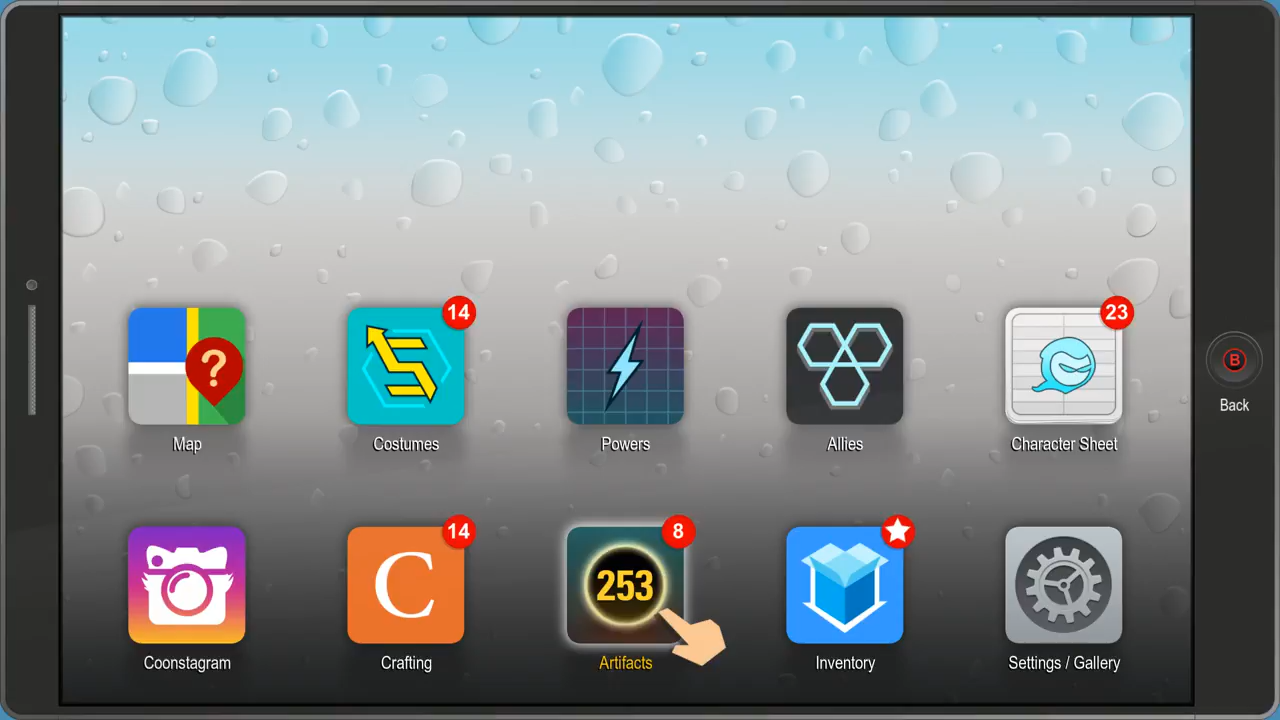 14
23
?
B
Map
Costumes
Powers
Allies
Character Sheet
Back
14
8
C
253
Coonstagram
Crafting
Artifacts
Inventory
Settings / Gallery